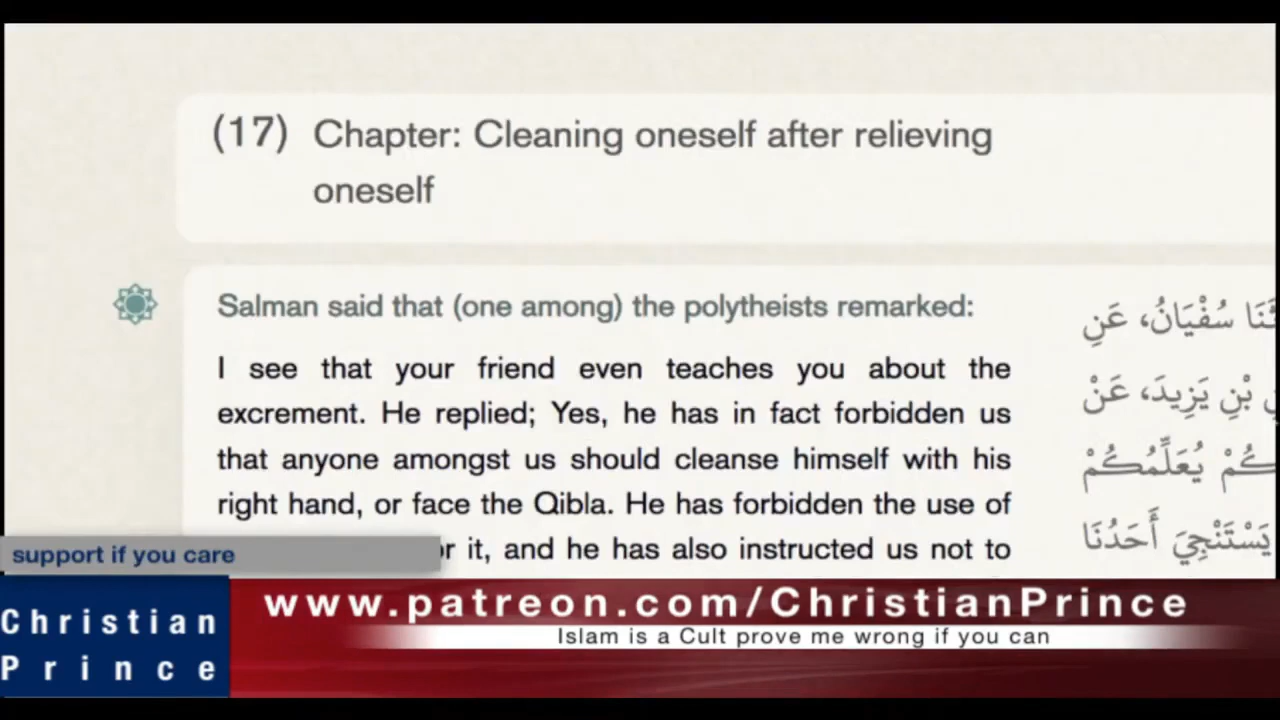 (17) Chapter: Cleaning oneself after relieving
oneself
Salman said that (one among) the polytheists remarked:
I see that your friend even teaches you about the
excrement. He replied; Yes, he has in fact forbidden us
that anyone amongst us should cleanse himself with his
right hand, or face the Qibla. He has forbidden the use of
it, and he has also instructed us not to
سُفْيَانُ، عَنِ
بْنِ يَزِيدَ، عَنْ
يُعَلِّمُكُمْ
يَسْتَنْجِيَ أَحَدُنَا
support if you care
Christian
Prince
www.patreon.com/ChristianPrince
Islam is a Cult prove me wrong if you can